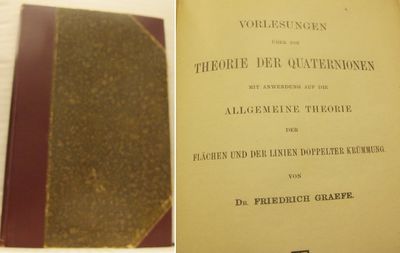 VORLESUNGEN
ÜBER DIE
THEORIE DER QUATERNIONEN
MIT ANWENDUNG AUF DIE
ALLGEMEINE THEORIE
DER
FLÄCHEN UND DER LINIEN DOPPELTER KRÜMMUNG.
VON
DR. FRIEDRICH GRAEFE.